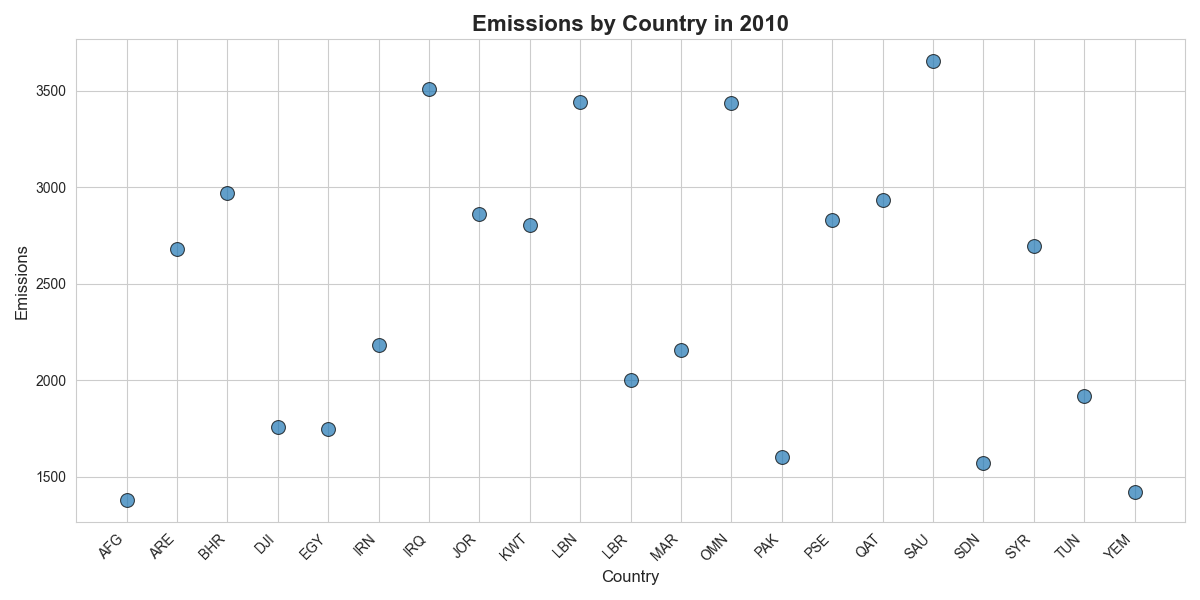 Emissions by Country in 2010
Emissions
3500
3000
2500
2000
1500
AFG
ARE
BHR
DJI
EGY
IRN
IRQ
JOR
KWT
LBN
LBR
MAR
OMN
PAK
PSE
QAT
SAU
SDN
SYR
TUN
YEM
Country